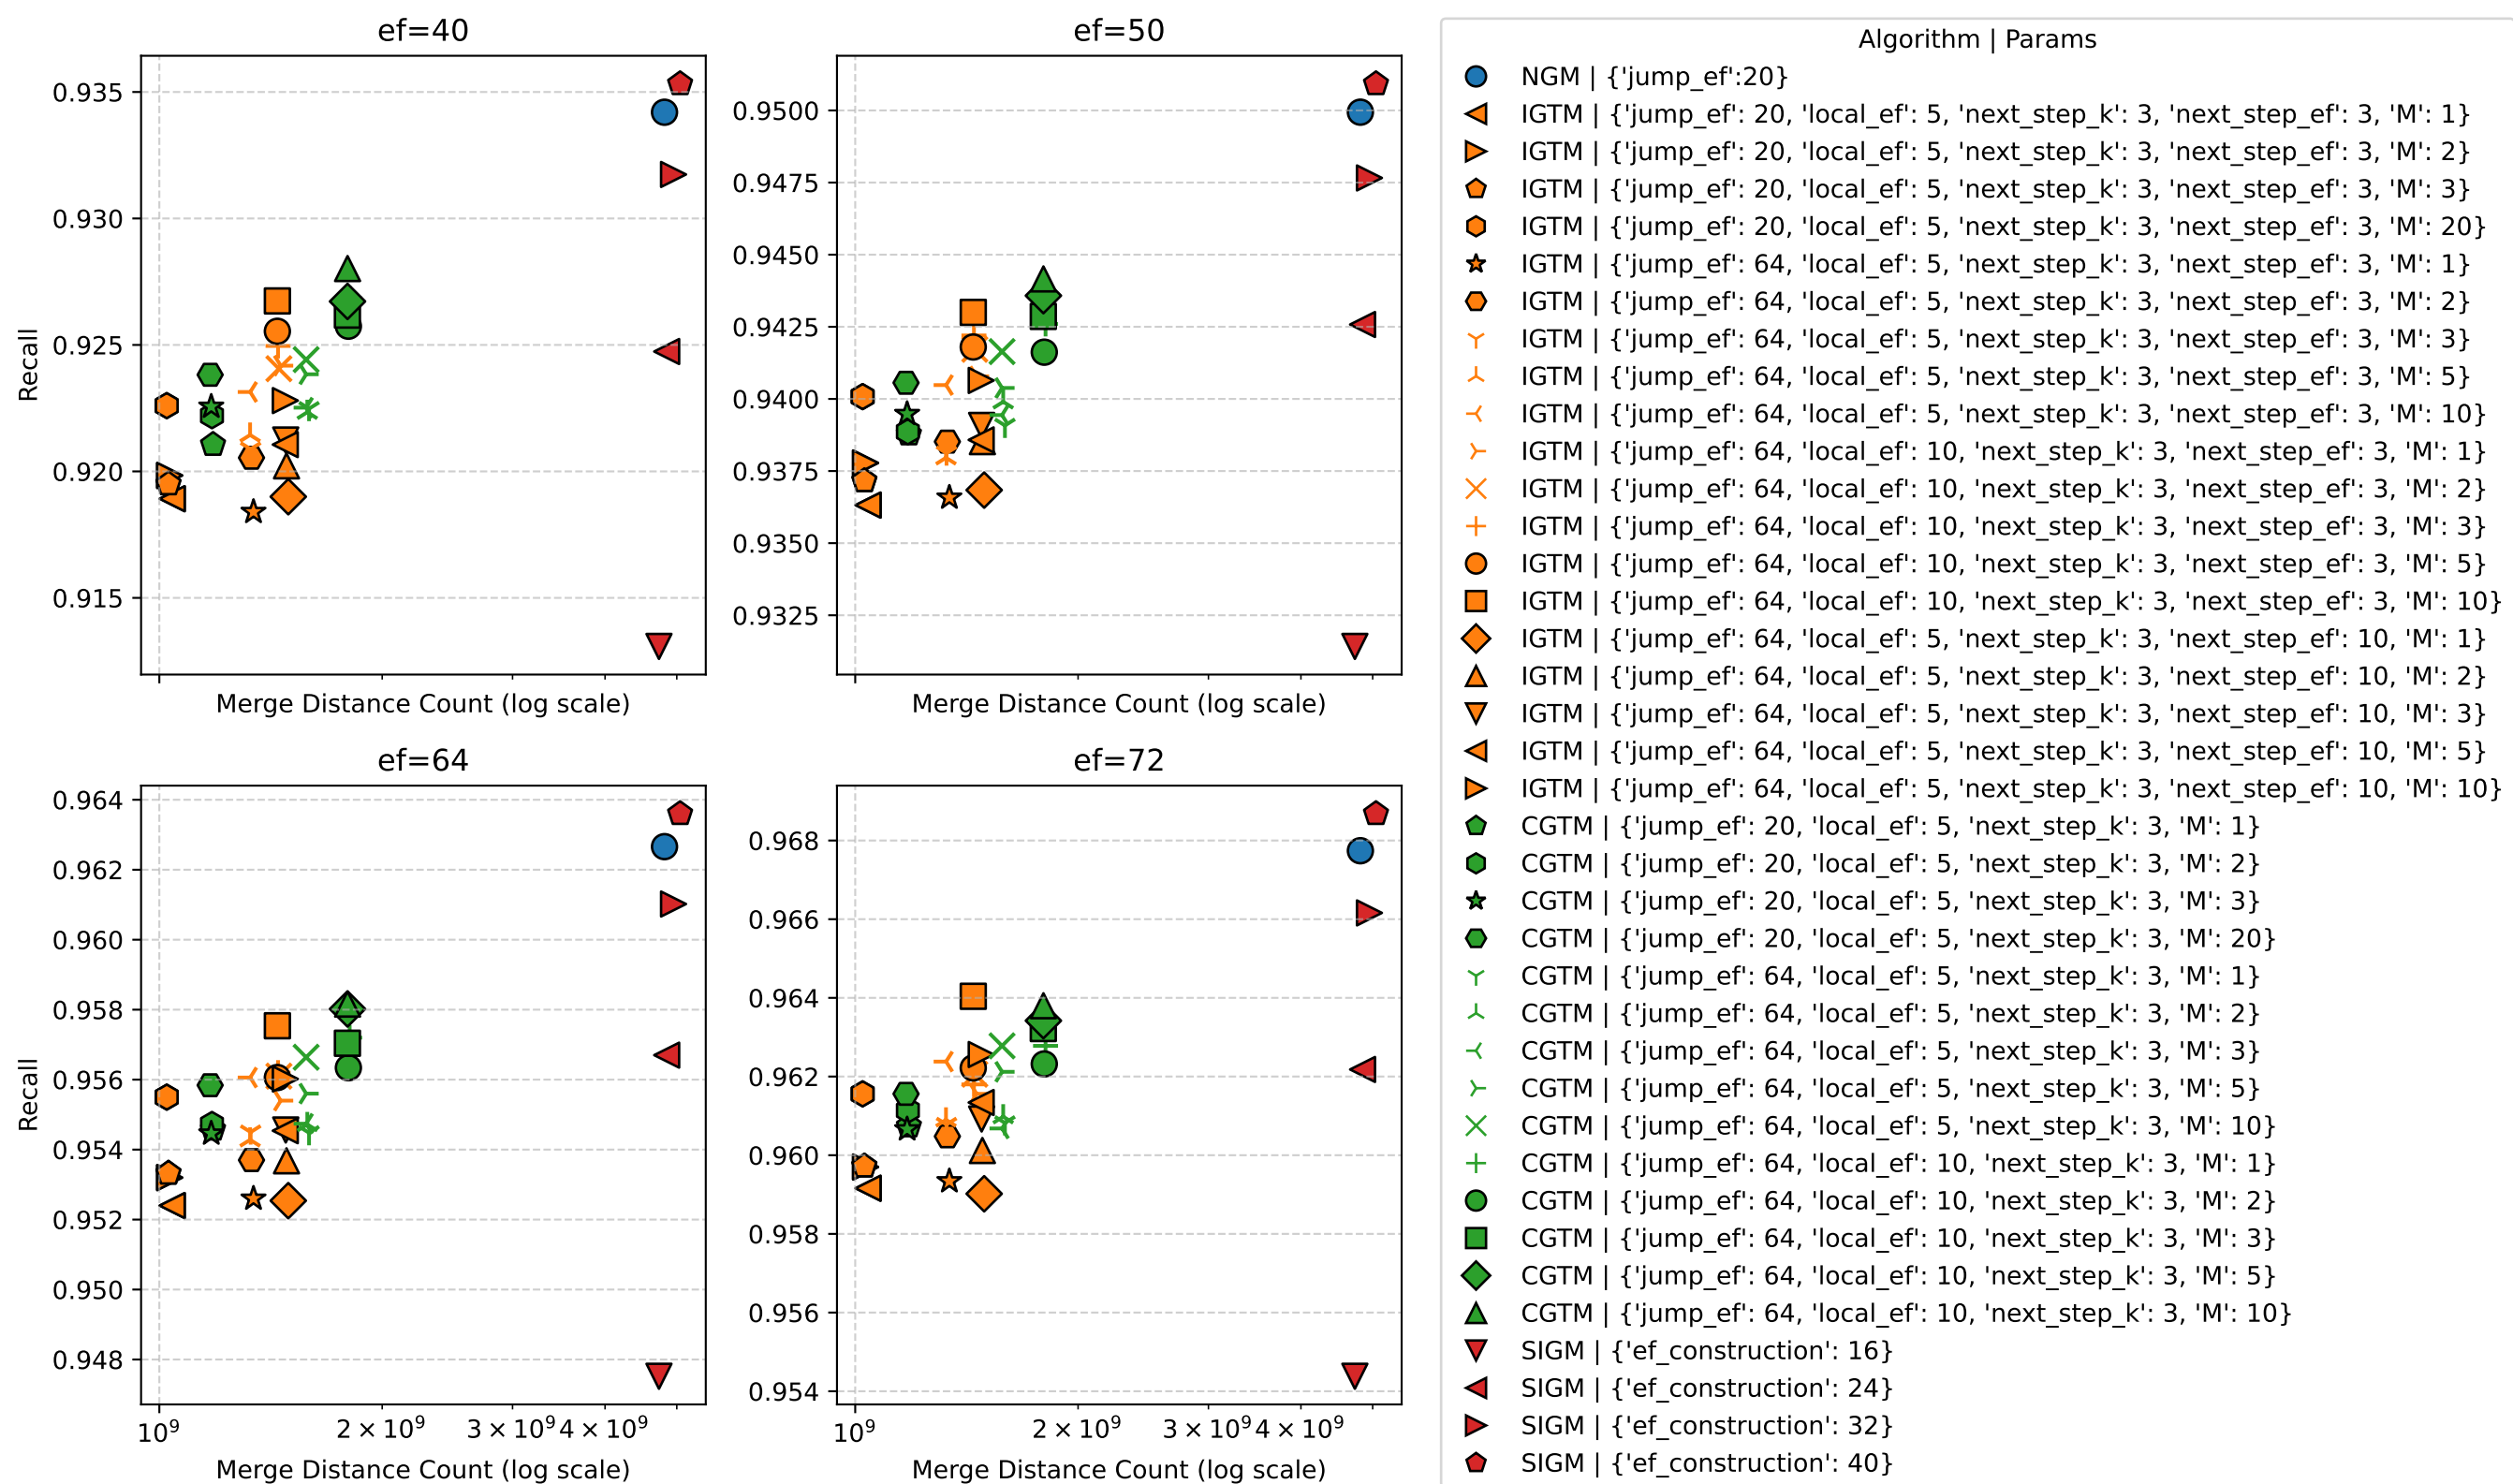 ef=40
0.935
0.930
0.925
0.920
0.915
Recall
Merge Distance Count (log scale)
ef=50
0.9500
0.9475
0.9450
0.9425
0.9400
0.9375
0.9350
0.9325
Merge Distance Count (log scale)
ef=64
0.964
0.962
0.960
0.958
0.956
0.954
0.952
0.950
0.948
Recall
10⁹
2 × 10⁹
3 × 10⁹
4 × 10⁹
Merge Distance Count (log scale)
ef=72
0.968
0.966
0.964
0.962
0.960
0.958
0.956
0.954
10⁹
2 × 10⁹
3 × 10⁹
4 × 10⁹
Merge Distance Count (log scale)
Algorithm | Params
NGM | {'jump_ef':20}
IGTM | {'jump_ef': 20, 'local_ef': 5, 'next_step_k': 3, 'next_step_ef': 3, 'M': 1}
IGTM | {'jump_ef': 20, 'local_ef': 5, 'next_step_k': 3, 'next_step_ef': 3, 'M': 2}
IGTM | {'jump_ef': 20, 'local_ef': 5, 'next_step_k': 3, 'next_step_ef': 3, 'M': 3}
IGTM | {'jump_ef': 20, 'local_ef': 5, 'next_step_k': 3, 'next_step_ef': 3, 'M': 20}
IGTM | {'jump_ef': 64, 'local_ef': 5, 'next_step_k': 3, 'next_step_ef': 3, 'M': 1}
IGTM | {'jump_ef': 64, 'local_ef': 5, 'next_step_k': 3, 'next_step_ef': 3, 'M': 2}
IGTM | {'jump_ef': 64, 'local_ef': 5, 'next_step_k': 3, 'next_step_ef': 3, 'M': 3}
IGTM | {'jump_ef': 64, 'local_ef': 5, 'next_step_k': 3, 'next_step_ef': 3, 'M': 5}
IGTM | {'jump_ef': 64, 'local_ef': 5, 'next_step_k': 3, 'next_step_ef': 3, 'M': 10}
IGTM | {'jump_ef': 64, 'local_ef': 10, 'next_step_k': 3, 'next_step_ef': 3, 'M': 1}
IGTM | {'jump_ef': 64, 'local_ef': 10, 'next_step_k': 3, 'next_step_ef': 3, 'M': 2}
IGTM | {'jump_ef': 64, 'local_ef': 10, 'next_step_k': 3, 'next_step_ef': 3, 'M': 3}
IGTM | {'jump_ef': 64, 'local_ef': 10, 'next_step_k': 3, 'next_step_ef': 3, 'M': 5}
IGTM | {'jump_ef': 64, 'local_ef': 10, 'next_step_k': 3, 'next_step_ef': 3, 'M': 10}
IGTM | {'jump_ef': 64, 'local_ef': 5, 'next_step_k': 3, 'next_step_ef': 10, 'M': 1}
IGTM | {'jump_ef': 64, 'local_ef': 5, 'next_step_k': 3, 'next_step_ef': 10, 'M': 2}
IGTM | {'jump_ef': 64, 'local_ef': 5, 'next_step_k': 3, 'next_step_ef': 10, 'M': 3}
IGTM | {'jump_ef': 64, 'local_ef': 5, 'next_step_k': 3, 'next_step_ef': 10, 'M': 5}
IGTM | {'jump_ef': 64, 'local_ef': 5, 'next_step_k': 3, 'next_step_ef': 10, 'M': 10}
CGTM | {'jump_ef': 20, 'local_ef': 5, 'next_step_k': 3, 'M': 1}
CGTM | {'jump_ef': 20, 'local_ef': 5, 'next_step_k': 3, 'M': 2}
CGTM | {'jump_ef': 20, 'local_ef': 5, 'next_step_k': 3, 'M': 3}
CGTM | {'jump_ef': 20, 'local_ef': 5, 'next_step_k': 3, 'M': 20}
CGTM | {'jump_ef': 64, 'local_ef': 5, 'next_step_k': 3, 'M': 1}
CGTM | {'jump_ef': 64, 'local_ef': 5, 'next_step_k': 3, 'M': 2}
CGTM | {'jump_ef': 64, 'local_ef': 5, 'next_step_k': 3, 'M': 3}
CGTM | {'jump_ef': 64, 'local_ef': 5, 'next_step_k': 3, 'M': 5}
CGTM | {'jump_ef': 64, 'local_ef': 5, 'next_step_k': 3, 'M': 10}
CGTM | {'jump_ef': 64, 'local_ef': 10, 'next_step_k': 3, 'M': 1}
CGTM | {'jump_ef': 64, 'local_ef': 10, 'next_step_k': 3, 'M': 2}
CGTM | {'jump_ef': 64, 'local_ef': 10, 'next_step_k': 3, 'M': 3}
CGTM | {'jump_ef': 64, 'local_ef': 10, 'next_step_k': 3, 'M': 5}
CGTM | {'jump_ef': 64, 'local_ef': 10, 'next_step_k': 3, 'M': 10}
SIGM | {'ef_construction': 16}
SIGM | {'ef_construction': 24}
SIGM | {'ef_construction': 32}
SIGM | {'ef_construction': 40}